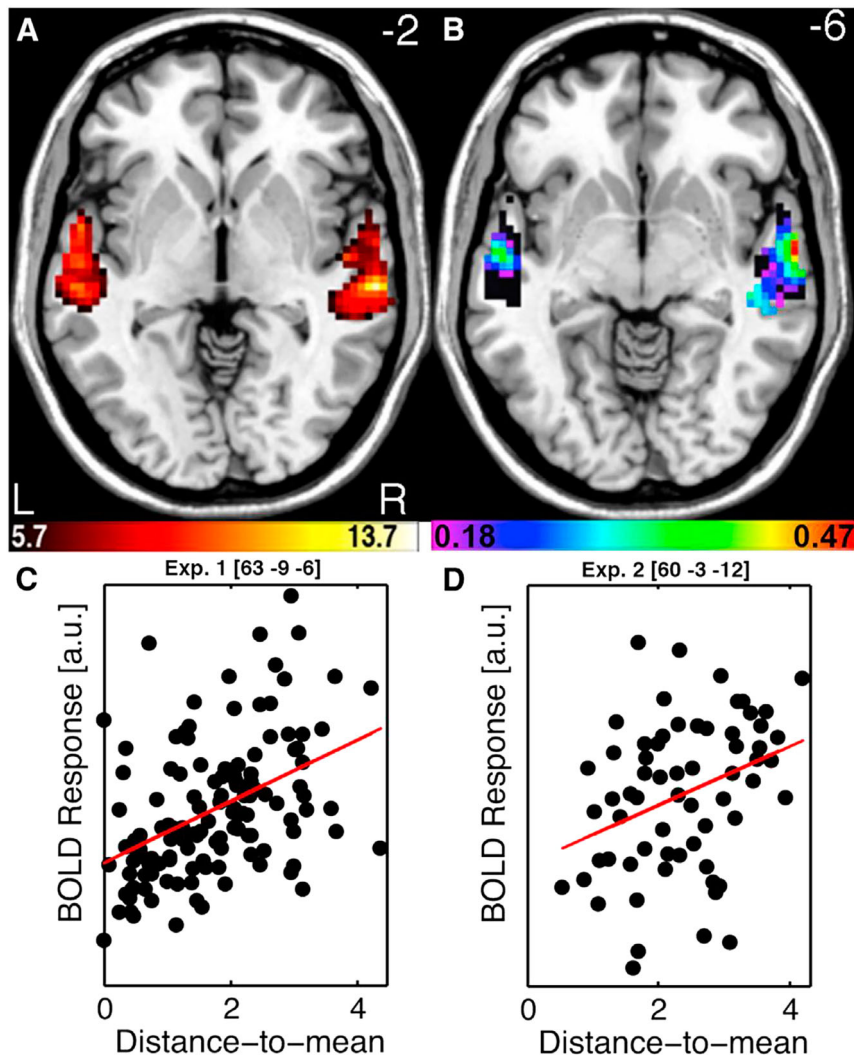 A -2 B -6
L R
5.7 13.7 0.18 0.47
C Exp. 1 [63 -9 -6] D Exp. 2 [60 -3 -12]
BOLD Response [a.u.] BOLD Response [a.u.]
0 2 4 0 2 4
Distance-to-mean Distance-to-mean